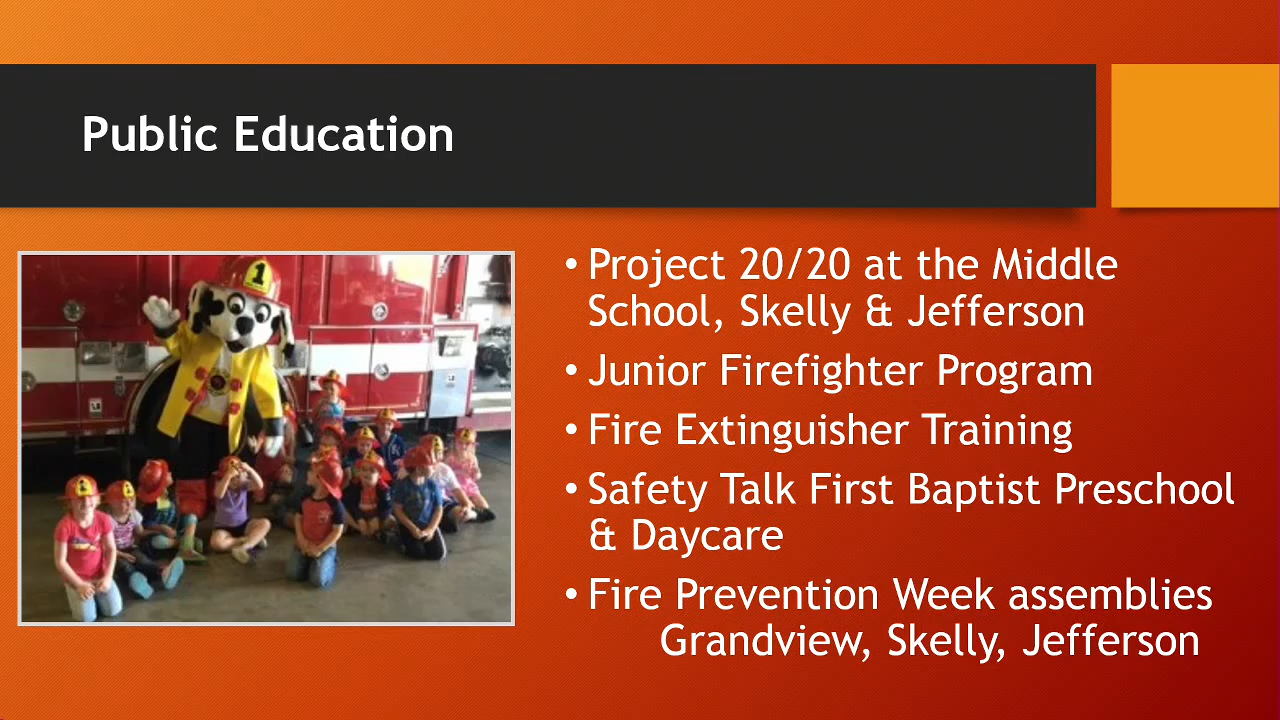 Public Education
1
• Project 20/20 at the Middle
School, Skelly & Jefferson
• Junior Firefighter Program
• Fire Extinguisher Training
• Safety Talk First Baptist Preschool
& Daycare
• Fire Prevention Week assemblies
Grandview, Skelly, Jefferson